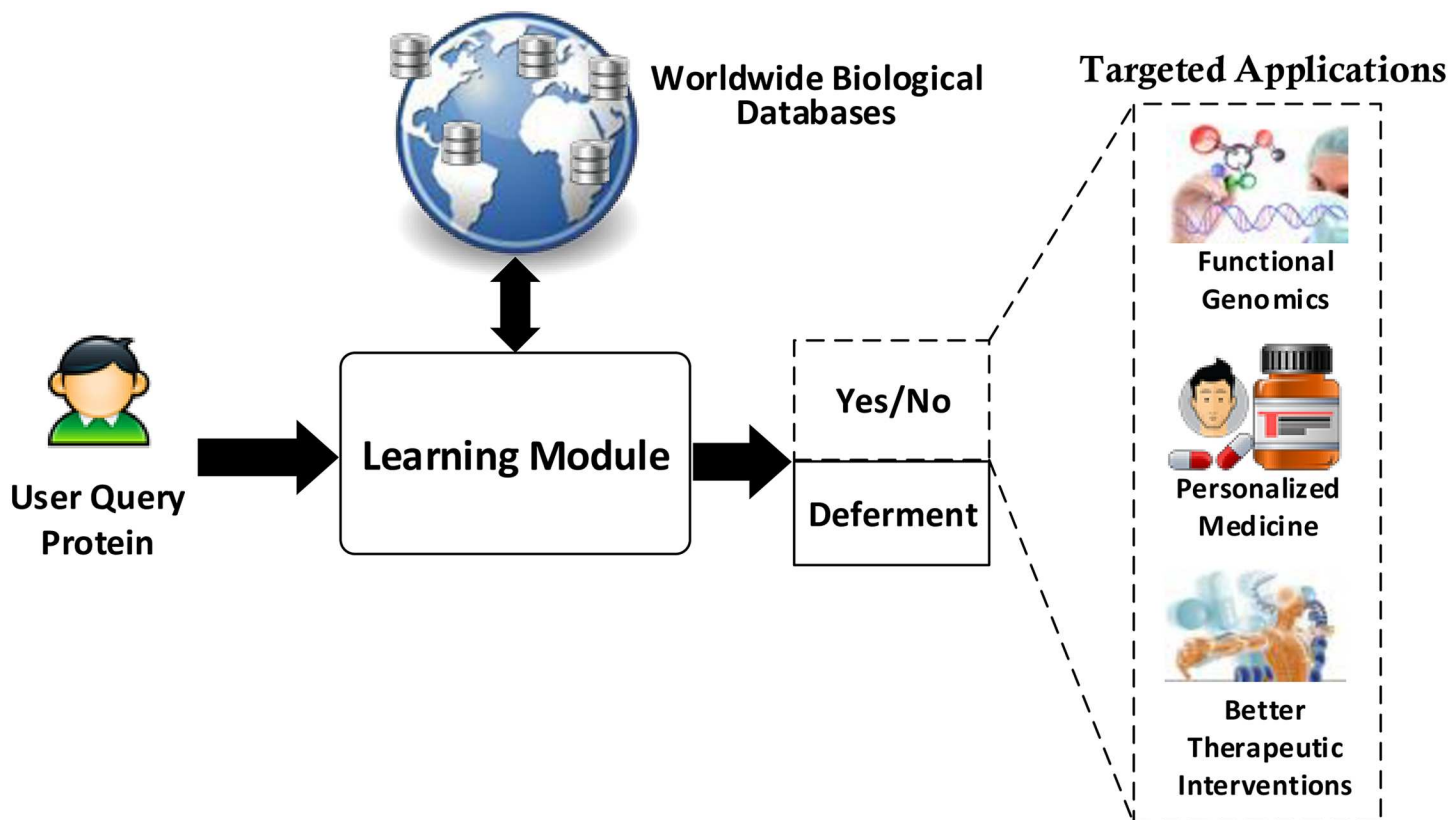 Worldwide Biological
Databases
Targeted Applications
Functional
Genomics
User Query
Protein
Learning Module
Yes/No
Deferment
Personalized
Medicine
Better
Therapeutic
Interventions